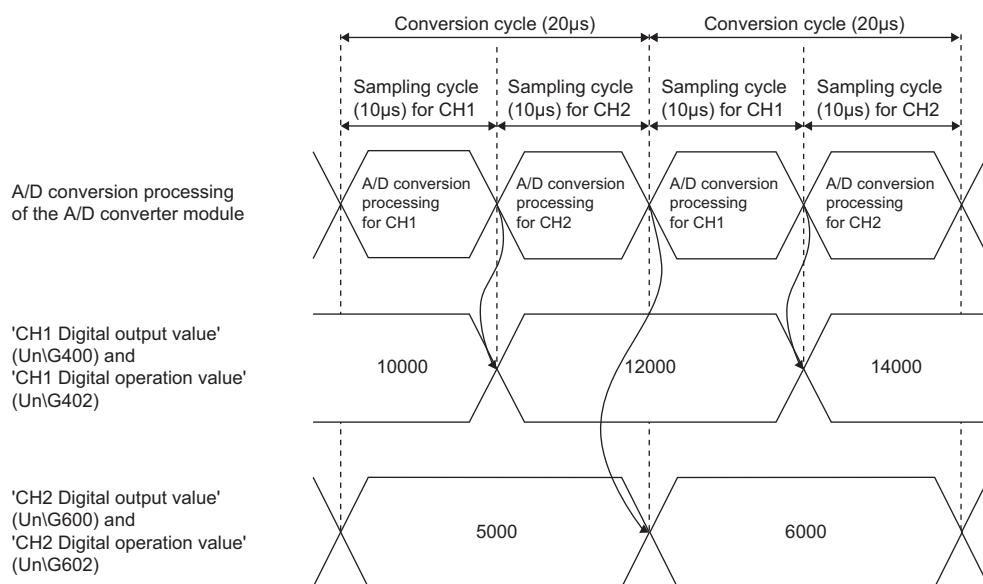 Conversion cycle (20μs)
Conversion cycle (20μs)
Sampling cycle
(10μs) for CH1
Sampling cycle
(10μs) for CH2
Sampling cycle
(10μs) for CH1
Sampling cycle
(10μs) for CH2
A/D conversion processing
of the A/D converter module
A/D conversion
processing
for CH1
A/D conversion
processing
for CH2
A/D conversion
processing
for CH1
A/D conversion
processing
for CH2
'CH1 Digital output value'
(Un\G400) and
'CH1 Digital operation value'
(Un\G402)
10000
12000
14000
'CH2 Digital output value'
(Un\G600) and
'CH2 Digital operation value'
(Un\G602)
5000
6000